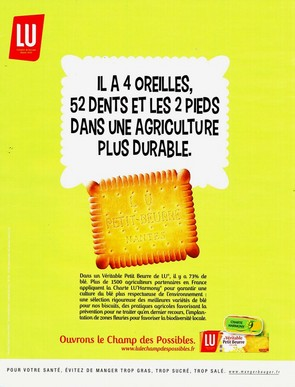 LU
IL A 4 OREILLES,
52 DENTS ET LES 2 PIEDS
DANS UNE AGRICULTURE
PLUS DURABLE.
LU
PETIT-BEURRE
NANTES
Dans un Véritable Petit Beurre de LU*, il y a 73% de
blé. Plus de 1500 agriculteurs partenaires en France
appliquent la Charte LU'Harmony* pour garantir une
culture du blé plus respectueuse de l'environnement :
une sélection rigoureuse des meilleures variétés de blé
pour nos biscuits, des pratiques agricoles favorisant la
prévention pour ne traiter qu'en dernier recours, l'implan-
tation de zones fleuries pour favoriser la biodiversité locale.
Ouvrons le Champ des Possibles.
www.lulechampdespossibles.fr
LU
Véritable
Petit Beurre
POUR VOTRE SANTÉ, ÉVITEZ DE MANGER TROP GRAS, TROP SUCRÉ, TROP SALÉ. www.mangerbouger.fr